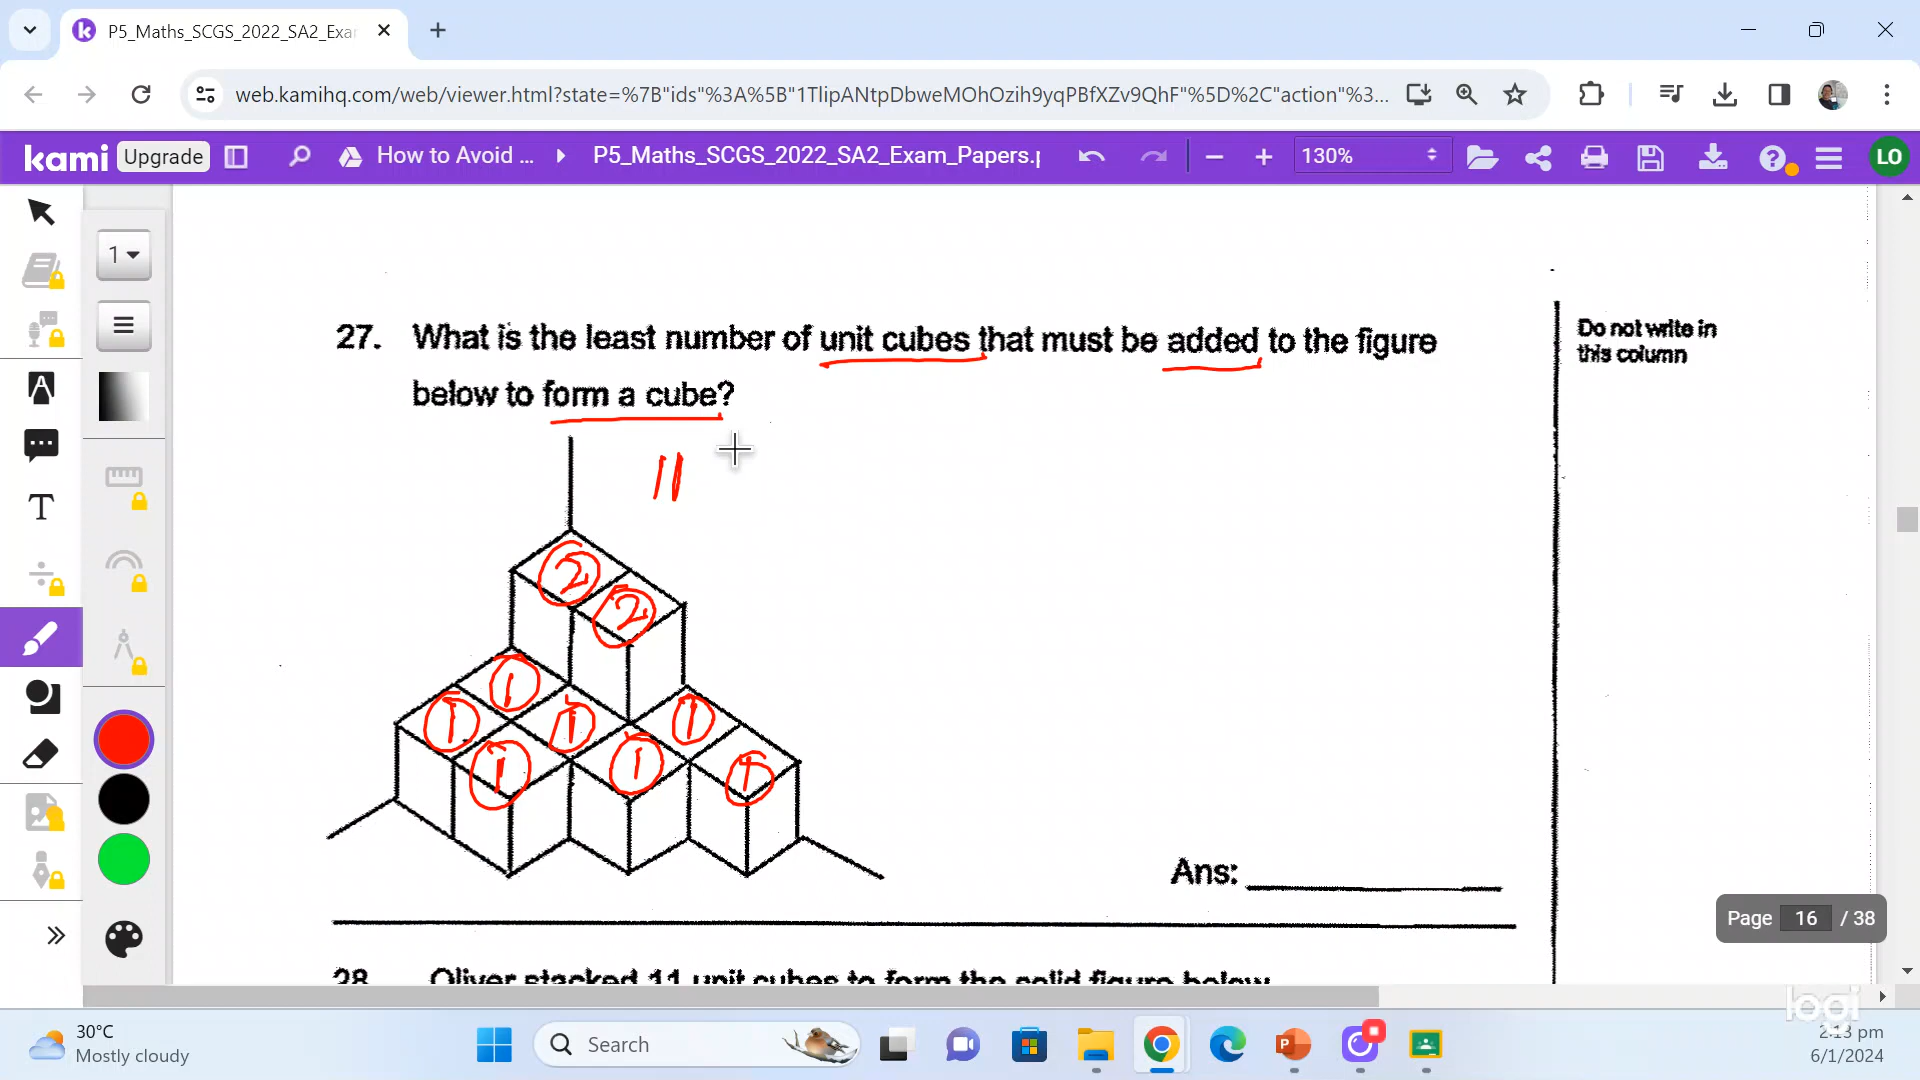 P5_Maths_SCGS_2022_SA2_Exa
web.kamihq.com/web/viewer.html?state=%7B"ids"%3A%5B"1TlipANtpDbweMOhOzih9yqPBfXZv9QhF"%5D%2C"action"%3...
kami Upgrade How to Avoid ... P5_Maths_SCGS_2022_SA2_Exam_Papers.p 130% LO
1
27. What is the least number of unit cubes that must be added to the figure
below to form a cube?
Do not write in
this column
11
2
2
1
1
1
1
1
1
1
Ans:
Page 16 / 38
28 Oliver stacked 11 unit cubes to form the solid figure below
logi
30°C
Mostly cloudy
Search
2:13 pm
6/1/2024